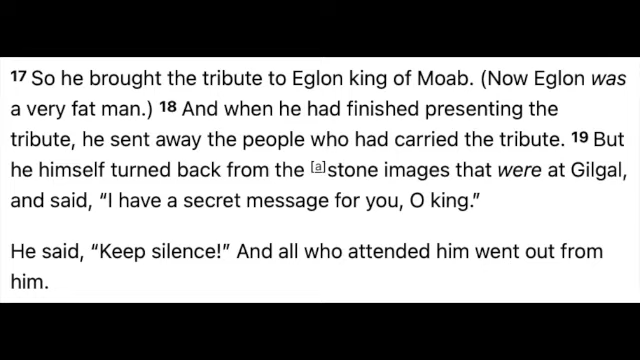 17 So he brought the tribute to Eglon king of Moab. (Now Eglon was
a very fat man.) 18 And when he had finished presenting the
tribute, he sent away the people who had carried the tribute. 19 But
he himself turned back from the [a]stone images that were at Gilgal,
and said, “I have a secret message for you, O king.”
He said, “Keep silence!” And all who attended him went out from
him.